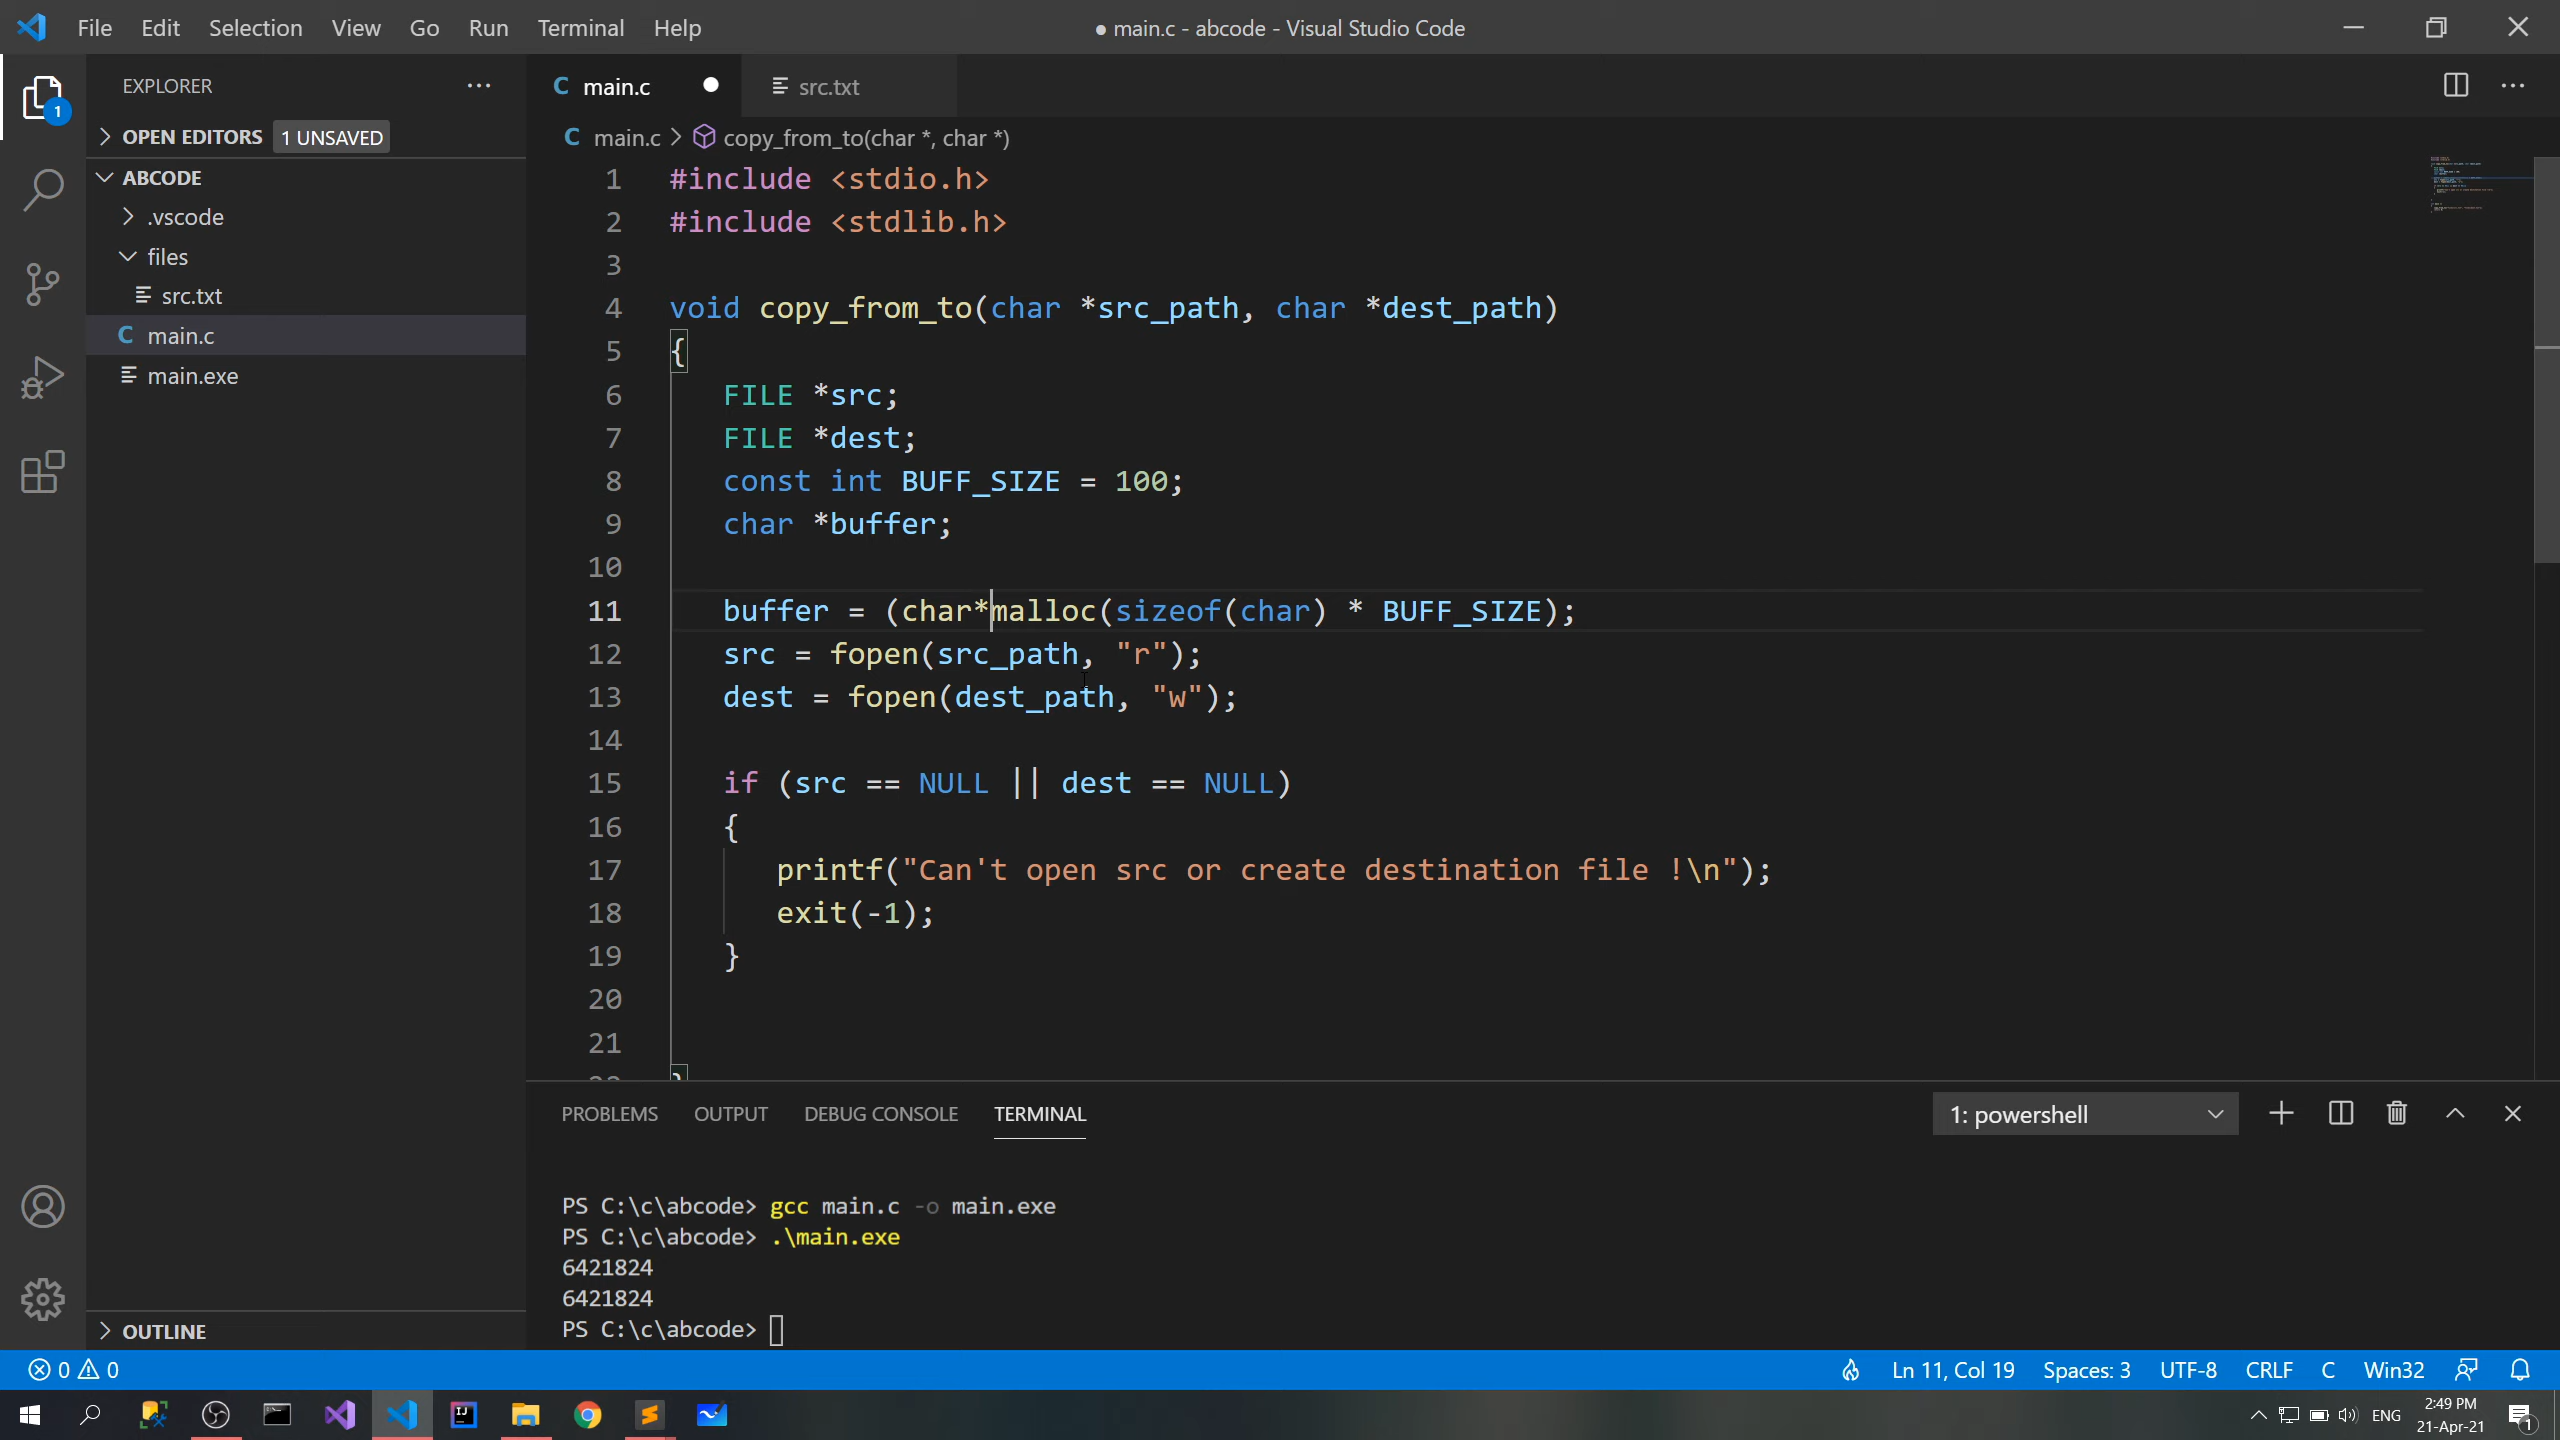 File Edit Selection View Go Run Terminal Help
● main.c - abcode - Visual Studio Code
EXPLORER
1
OPEN EDITORS 1 UNSAVED
ABCODE
.vscode
files
src.txt
C main.c
main.exe
OUTLINE
C main.c
src.txt
C main.c > copy_from_to(char *, char *)
1 #include <stdio.h>
2 #include <stdlib.h>
3
4 void copy_from_to(char *src_path, char *dest_path)
5 {
6 FILE *src;
7 FILE *dest;
8 const int BUFF_SIZE = 100;
9 char *buffer;
10
11 buffer = (char*malloc(sizeof(char) * BUFF_SIZE);
12 src = fopen(src_path, "r");
13 dest = fopen(dest_path, "w");
14
15 if (src == NULL || dest == NULL)
16 {
17 printf("Can't open src or create destination file !\n");
18 exit(-1);
19 }
20
21
PROBLEMS OUTPUT DEBUG CONSOLE TERMINAL
1: powershell
PS C:\c\abcode> gcc main.c -o main.exe
PS C:\c\abcode> .\main.exe
6421824
6421824
PS C:\c\abcode>
0 0
Ln 11, Col 19 Spaces: 3 UTF-8 CRLF C Win32
ENG
2:49 PM
21-Apr-21
1